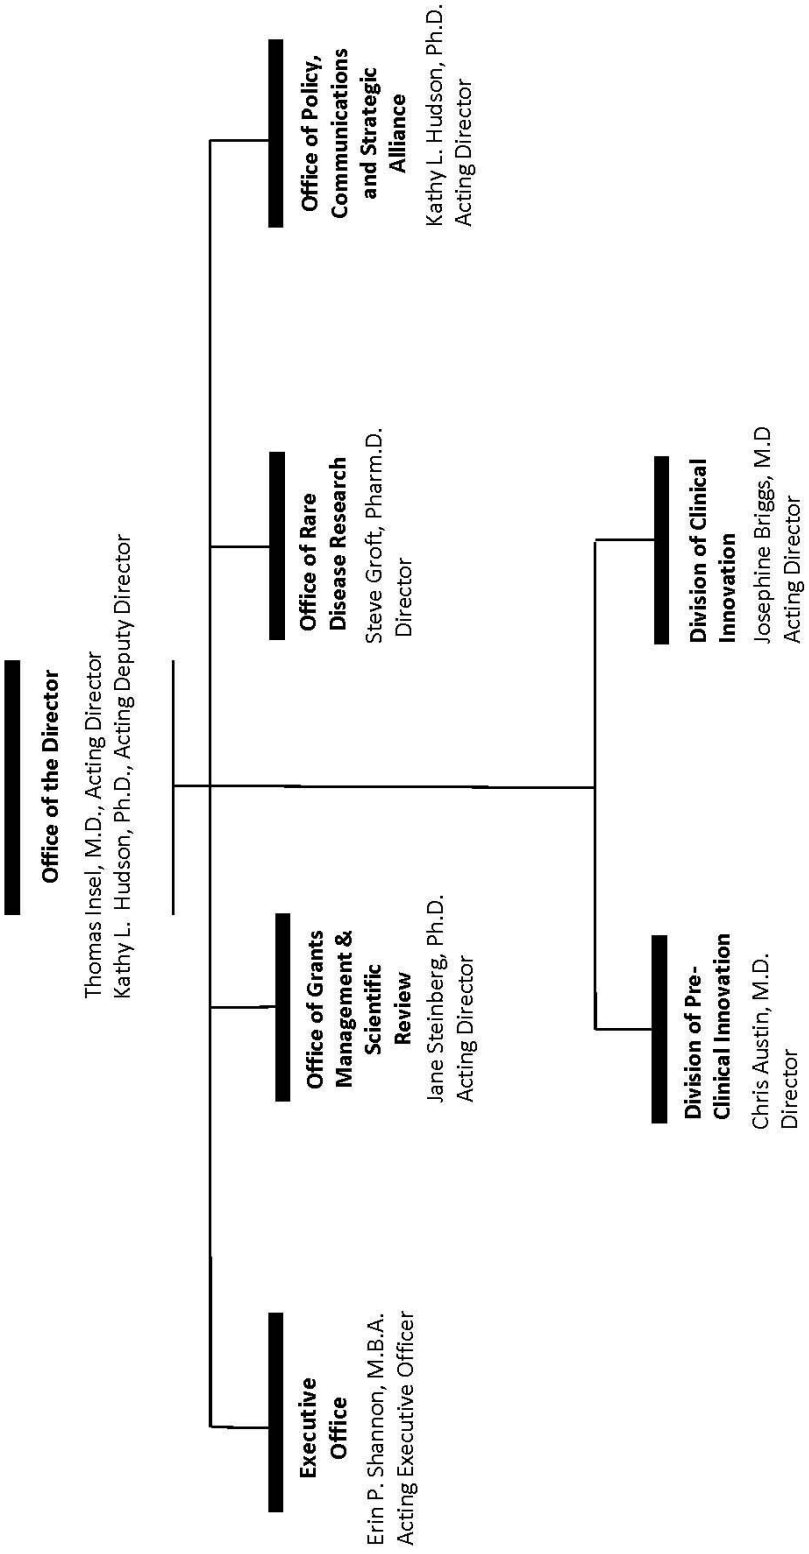 Office of the Director
Thomas Insel, M.D., Acting Director
Kathy L. Hudson, Ph.D., Acting Deputy Director
Executive
Office
Erin P. Shannon, M.B.A.
Acting Executive Officer
Office of Grants
Management &
Scientific
Review
Jane Steinberg, Ph.D.
Acting Director
Office of Rare
Disease Research
Steve Groft, Pharm.D.
Director
Office of Policy,
Communications
and Strategic
Alliance
Kathy L. Hudson, Ph.D.
Acting Director
Division of Pre-
Clinical Innovation
Chris Austin, M.D.
Director
Division of Clinical
Innovation
Josephine Briggs, M.D
Acting Director